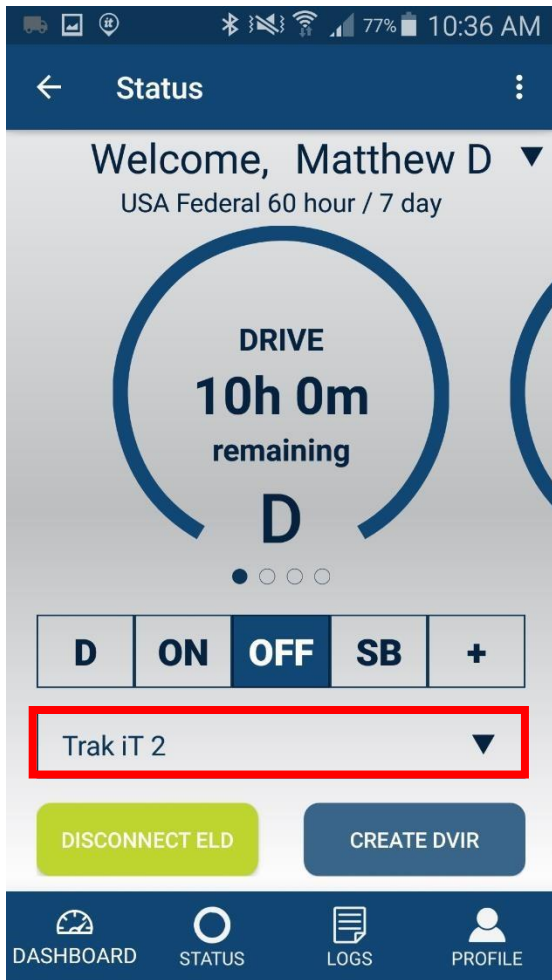 77% 10:36 AM
Status
Welcome, Matthew D
USA Federal 60 hour / 7 day
DRIVE
10h 0m
remaining
D
D ON OFF SB +
Trak iT 2
DISCONNECT ELD CREATE DVIR
DASHBOARD STATUS LOGS PROFILE